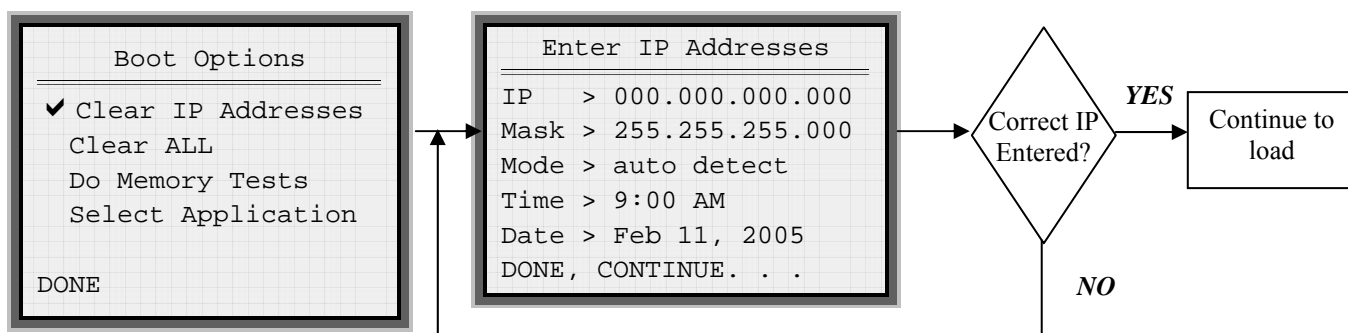 Boot Options
✔ Clear IP Addresses
Clear ALL
Do Memory Tests
Select Application
DONE
Enter IP Addresses
IP > 000.000.000.000
Mask > 255.255.255.000
Mode > auto detect
Time > 9:00 AM
Date > Feb 11, 2005
DONE, CONTINUE. . .
Correct IP
Entered?
YES
NO
Continue to
load